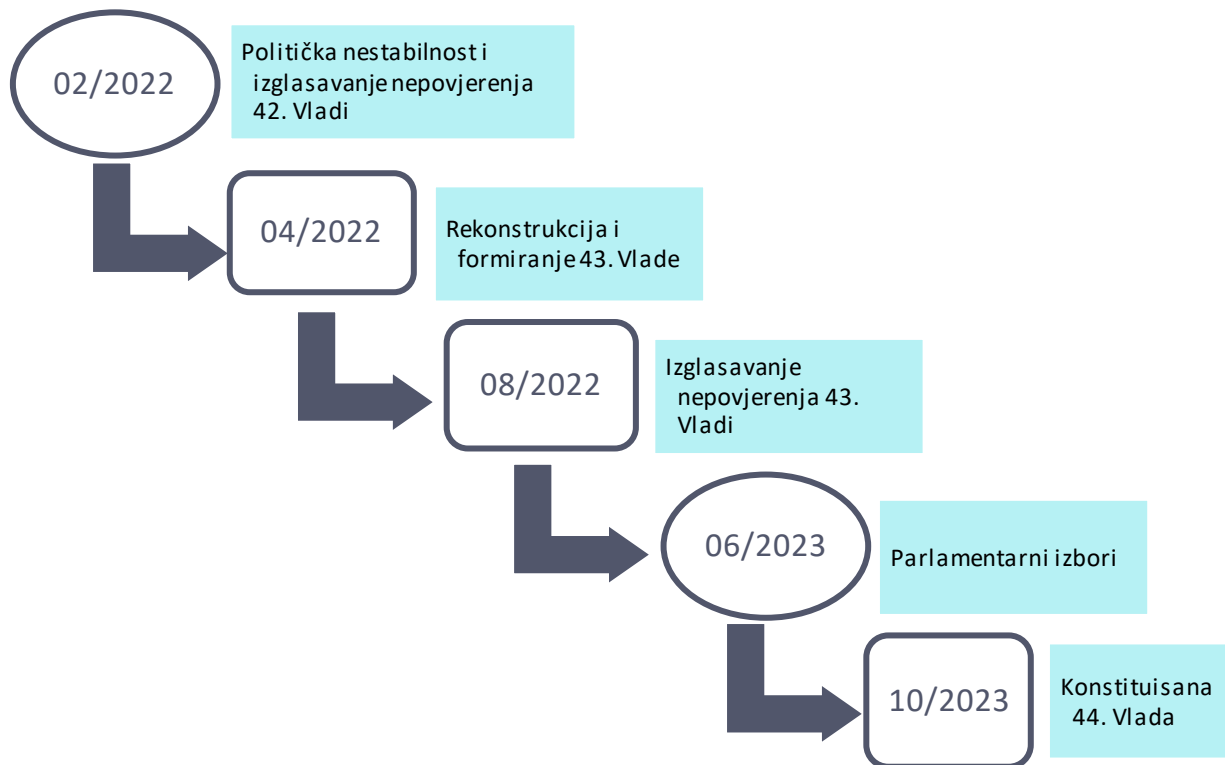 02/2022
Politička nestabilnost i
izglasavanje nepovjerenja
42. Vladi
04/2022
Rekonstrukcija i
formiranje 43. Vlade
08/2022
Izglasavanje
nepovjerenja 43.
Vladi
06/2023
Parlamentarni izbori
10/2023
Konstituisana
44. Vlada